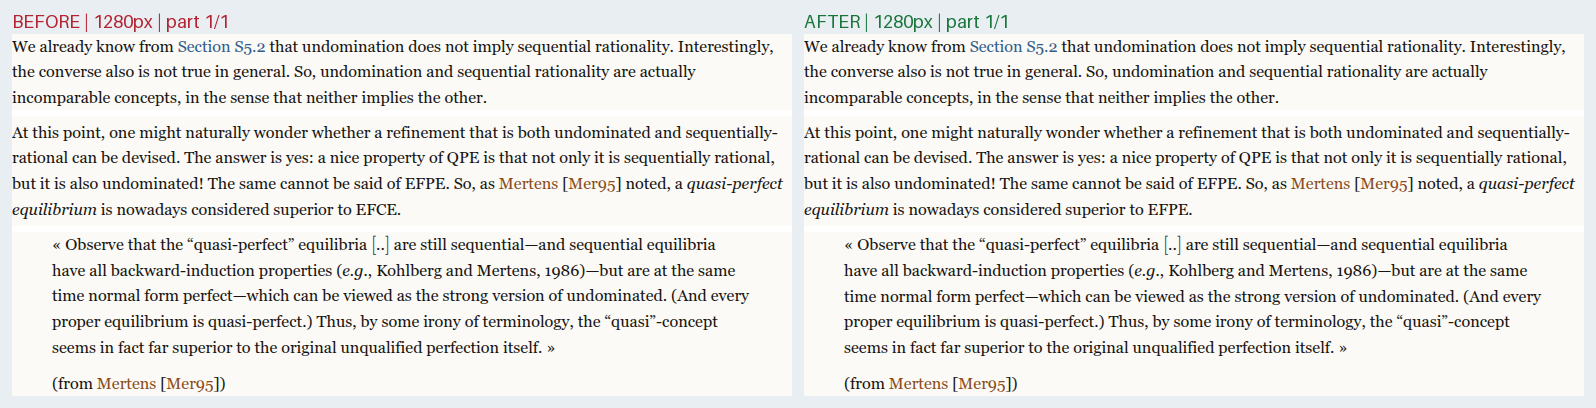 BEFORE | 1280px | part 1/1
We already know from Section S5.2 that undomination does not imply sequential rationality. Interestingly,
the converse also is not true in general. So, undomination and sequential rationality are actually
incomparable concepts, in the sense that neither implies the other.
At this point, one might naturally wonder whether a refinement that is both undominated and sequentially-
rational can be devised. The answer is yes: a nice property of QPE is that not only it is sequentially rational,
but it is also undominated! The same cannot be said of EFPE. So, as Mertens [Mer95] noted, a quasi-perfect
equilibrium is nowadays considered superior to EFCE.
« Observe that the “quasi-perfect” equilibria [..] are still sequential—and sequential equilibria
have all backward-induction properties (e.g., Kohlberg and Mertens, 1986)—but are at the same
time normal form perfect—which can be viewed as the strong version of undominated. (And every
proper equilibrium is quasi-perfect.) Thus, by some irony of terminology, the “quasi”-concept
seems in fact far superior to the original unqualified perfection itself. »
(from Mertens [Mer95])
AFTER | 1280px | part 1/1
We already know from Section S5.2 that undomination does not imply sequential rationality. Interestingly,
the converse also is not true in general. So, undomination and sequential rationality are actually
incomparable concepts, in the sense that neither implies the other.
At this point, one might naturally wonder whether a refinement that is both undominated and sequentially-
rational can be devised. The answer is yes: a nice property of QPE is that not only it is sequentially rational,
but it is also undominated! The same cannot be said of EFPE. So, as Mertens [Mer95] noted, a quasi-perfect
equilibrium is nowadays considered superior to EFPE.
« Observe that the “quasi-perfect” equilibria [..] are still sequential—and sequential equilibria
have all backward-induction properties (e.g., Kohlberg and Mertens, 1986)—but are at the same
time normal form perfect—which can be viewed as the strong version of undominated. (And every
proper equilibrium is quasi-perfect.) Thus, by some irony of terminology, the “quasi”-concept
seems in fact far superior to the original unqualified perfection itself. »
(from Mertens [Mer95])